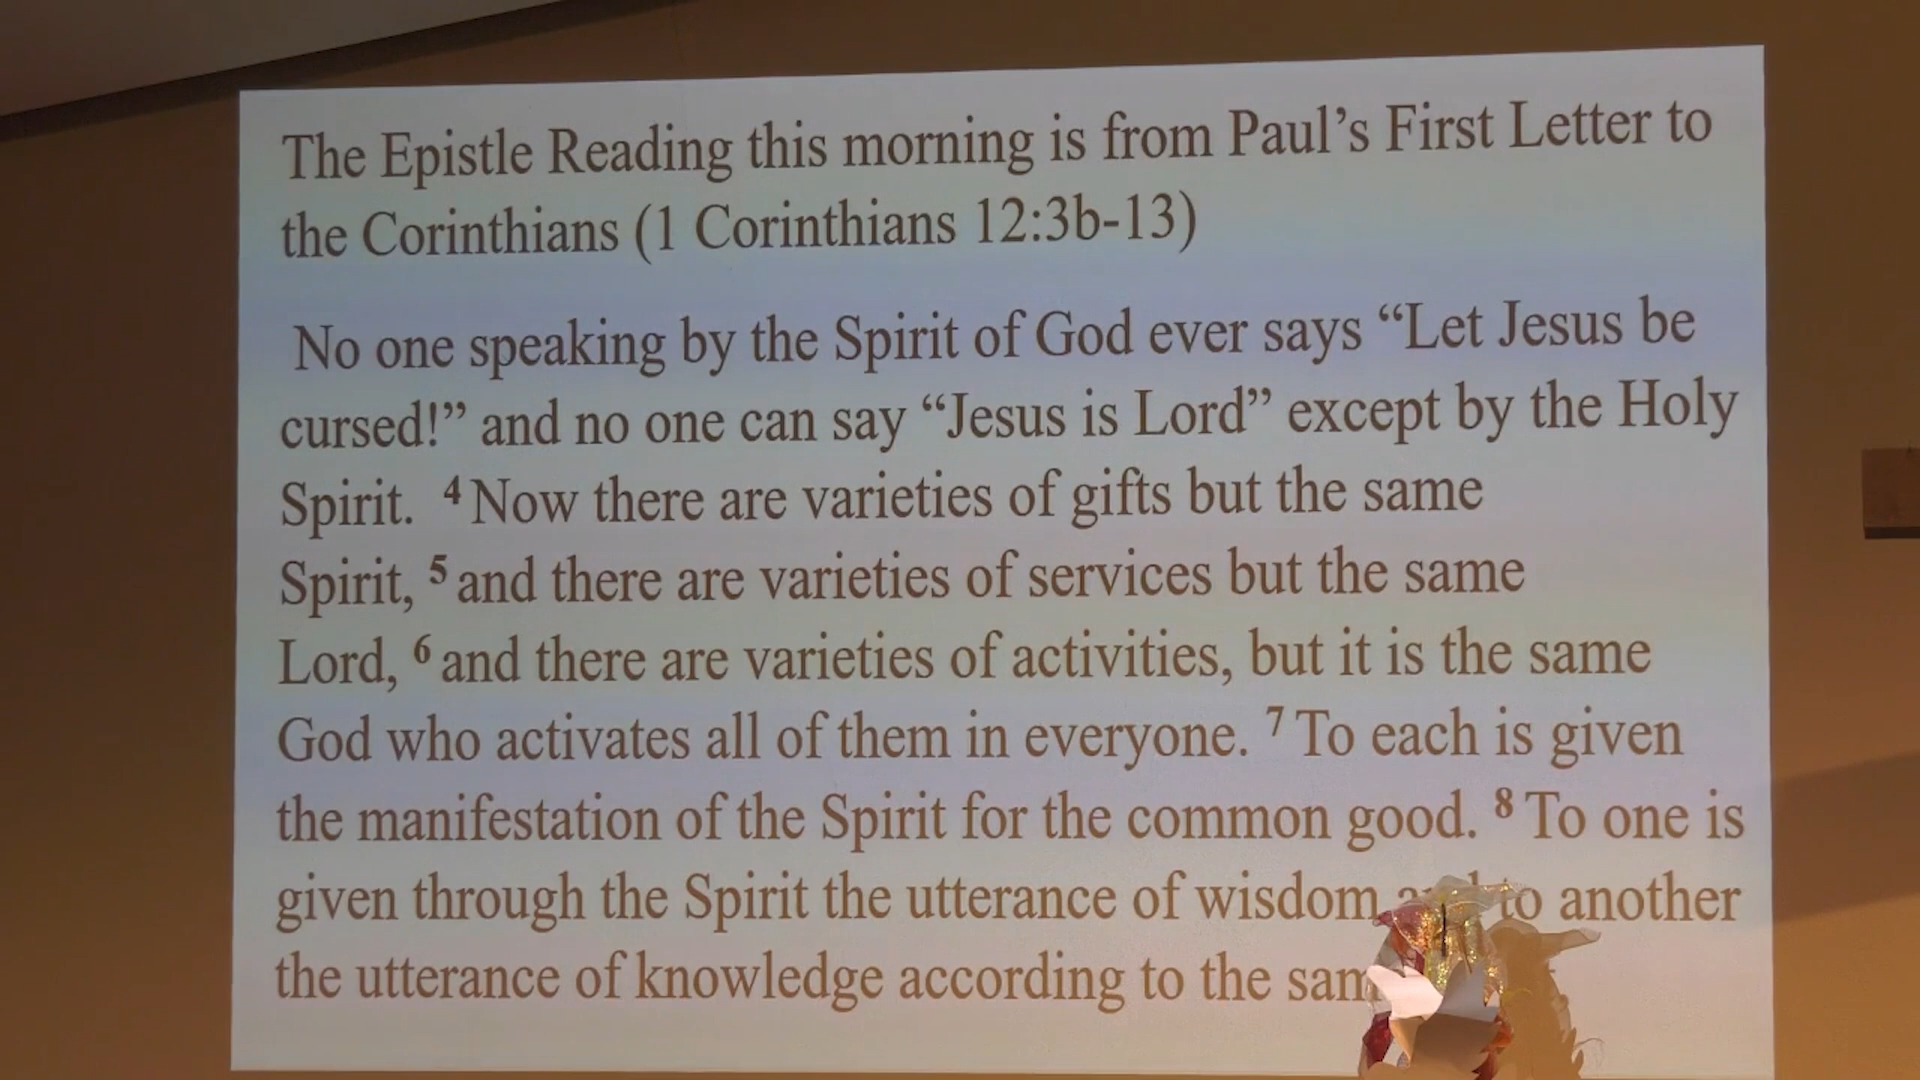 The Epistle Reading this morning is from Paul’s First Letter to
the Corinthians (1 Corinthians 12:3b-13)
No one speaking by the Spirit of God ever says “Let Jesus be
cursed!” and no one can say “Jesus is Lord” except by the Holy
Spirit. ⁴ Now there are varieties of gifts but the same
Spirit, ⁵ and there are varieties of services but the same
Lord, ⁶ and there are varieties of activities, but it is the same
God who activates all of them in everyone. ⁷ To each is given
the manifestation of the Spirit for the common good. ⁸ To one is
given through the Spirit the utterance of wisdom to another
the utterance of knowledge according to the